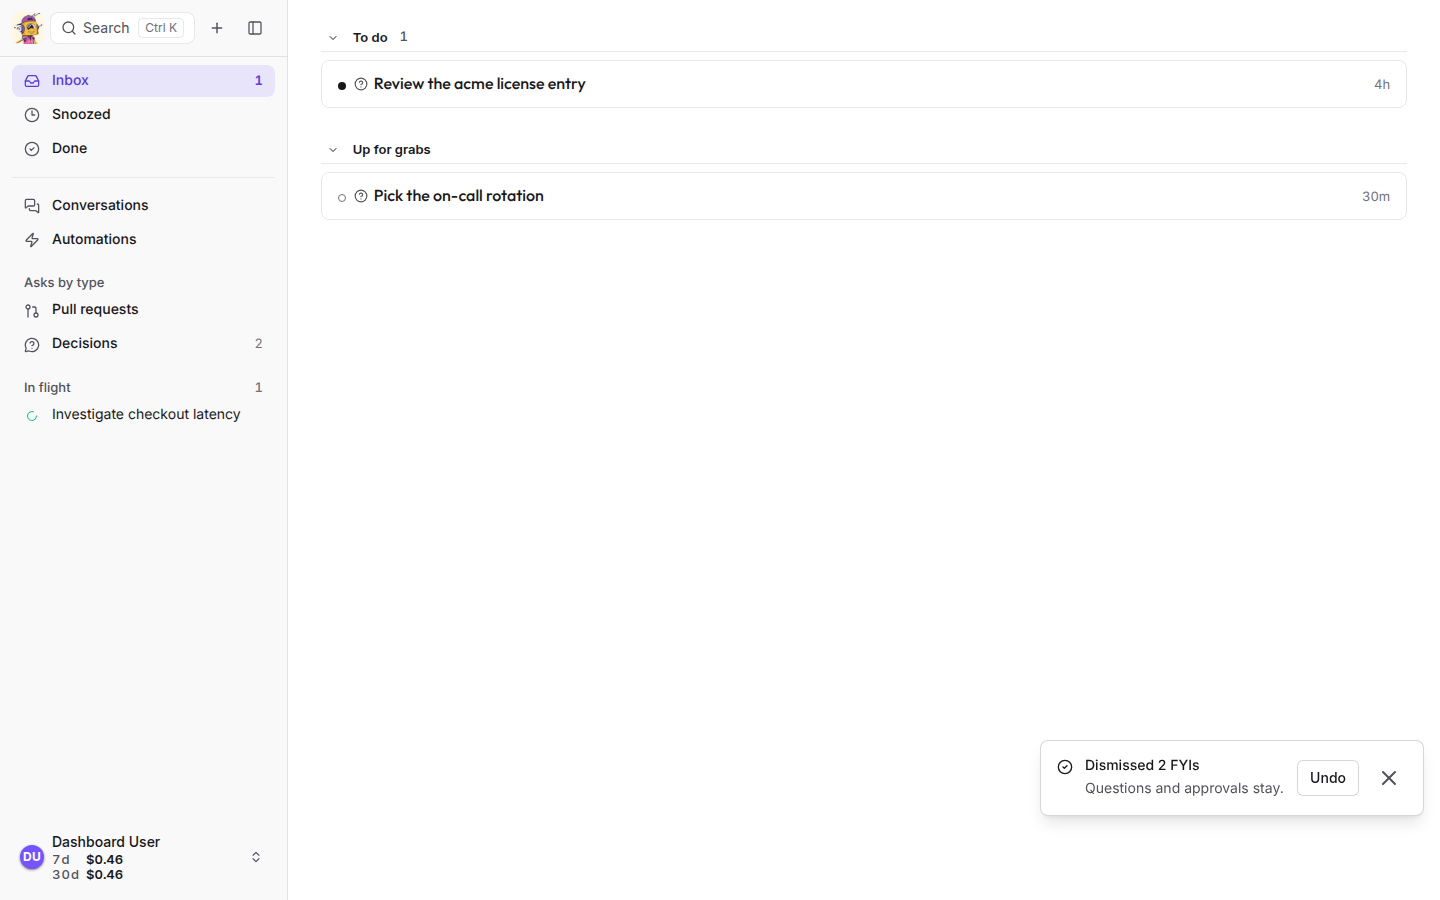 Search Ctrl K
Inbox 1
Snoozed
Done
Conversations
Automations
Asks by type
Pull requests
Decisions 2
In flight 1
Investigate checkout latency
DU
Dashboard User
7d $0.46
30d $0.46
To do 1
Review the acme license entry 4h
Up for grabs
Pick the on-call rotation 30m
Dismissed 2 FYIs
Questions and approvals stay.
Undo